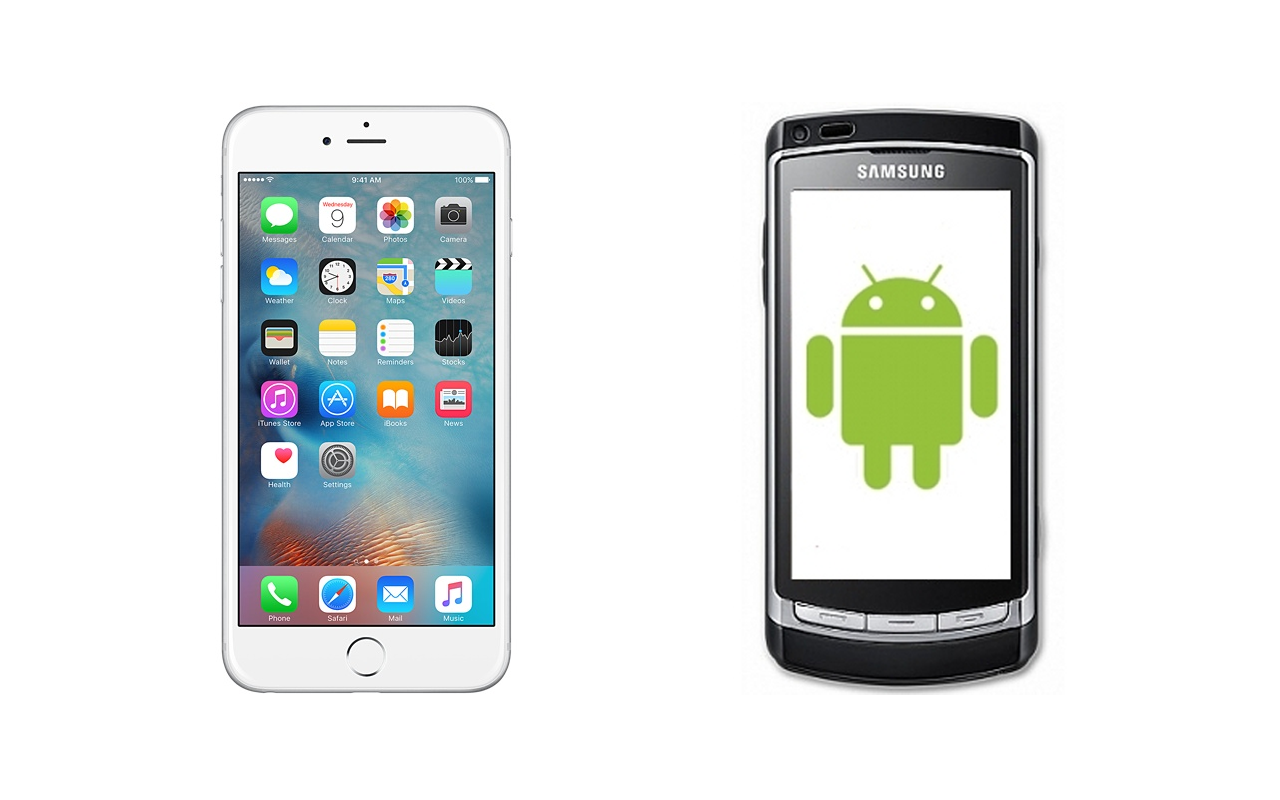 9:41 AM 100%
Wednesday
9
Messages Calendar Photos Camera
280
Weather Clock Maps Videos
Wallet Notes Reminders Stocks
iTunes Store App Store iBooks News
Health Settings
Phone Safari Mail Music
SAMSUNG